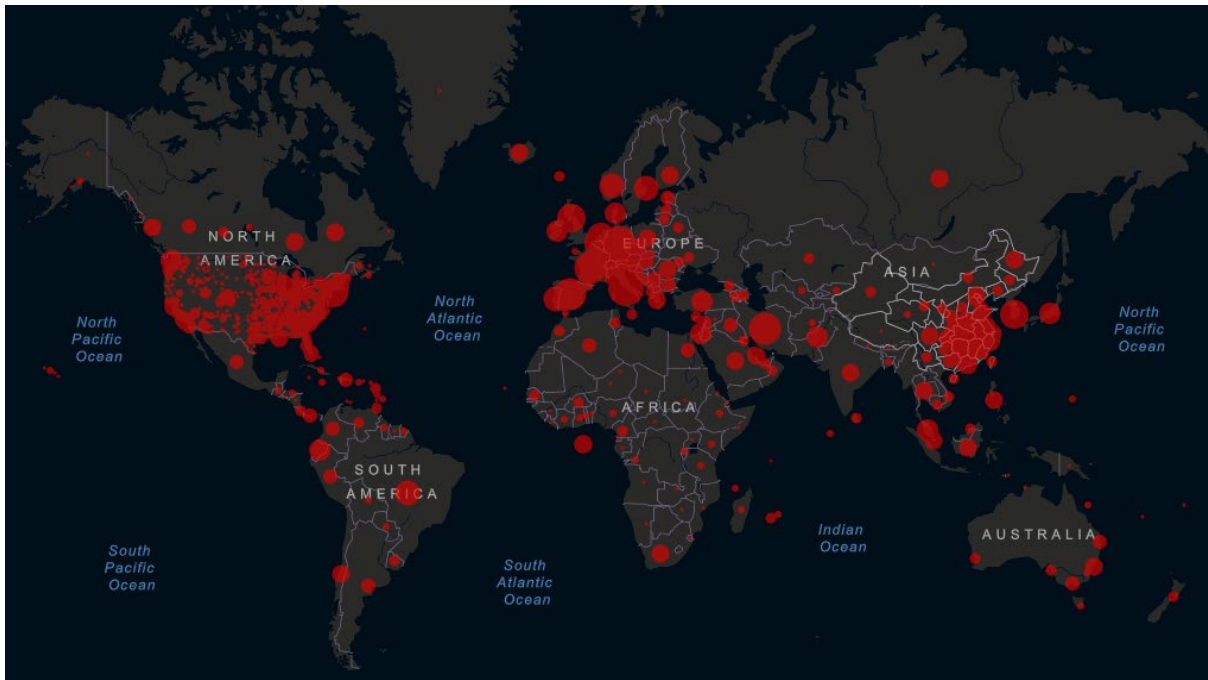 NORTH
AMERICA
EUROPE
ASIA
North
Pacific
Ocean
North
Atlantic
Ocean
North
Pacific
Ocean
AFRICA
SOUTH
AMERICA
Indian
Ocean
AUSTRALIA
South
Pacific
Ocean
South
Atlantic
Ocean